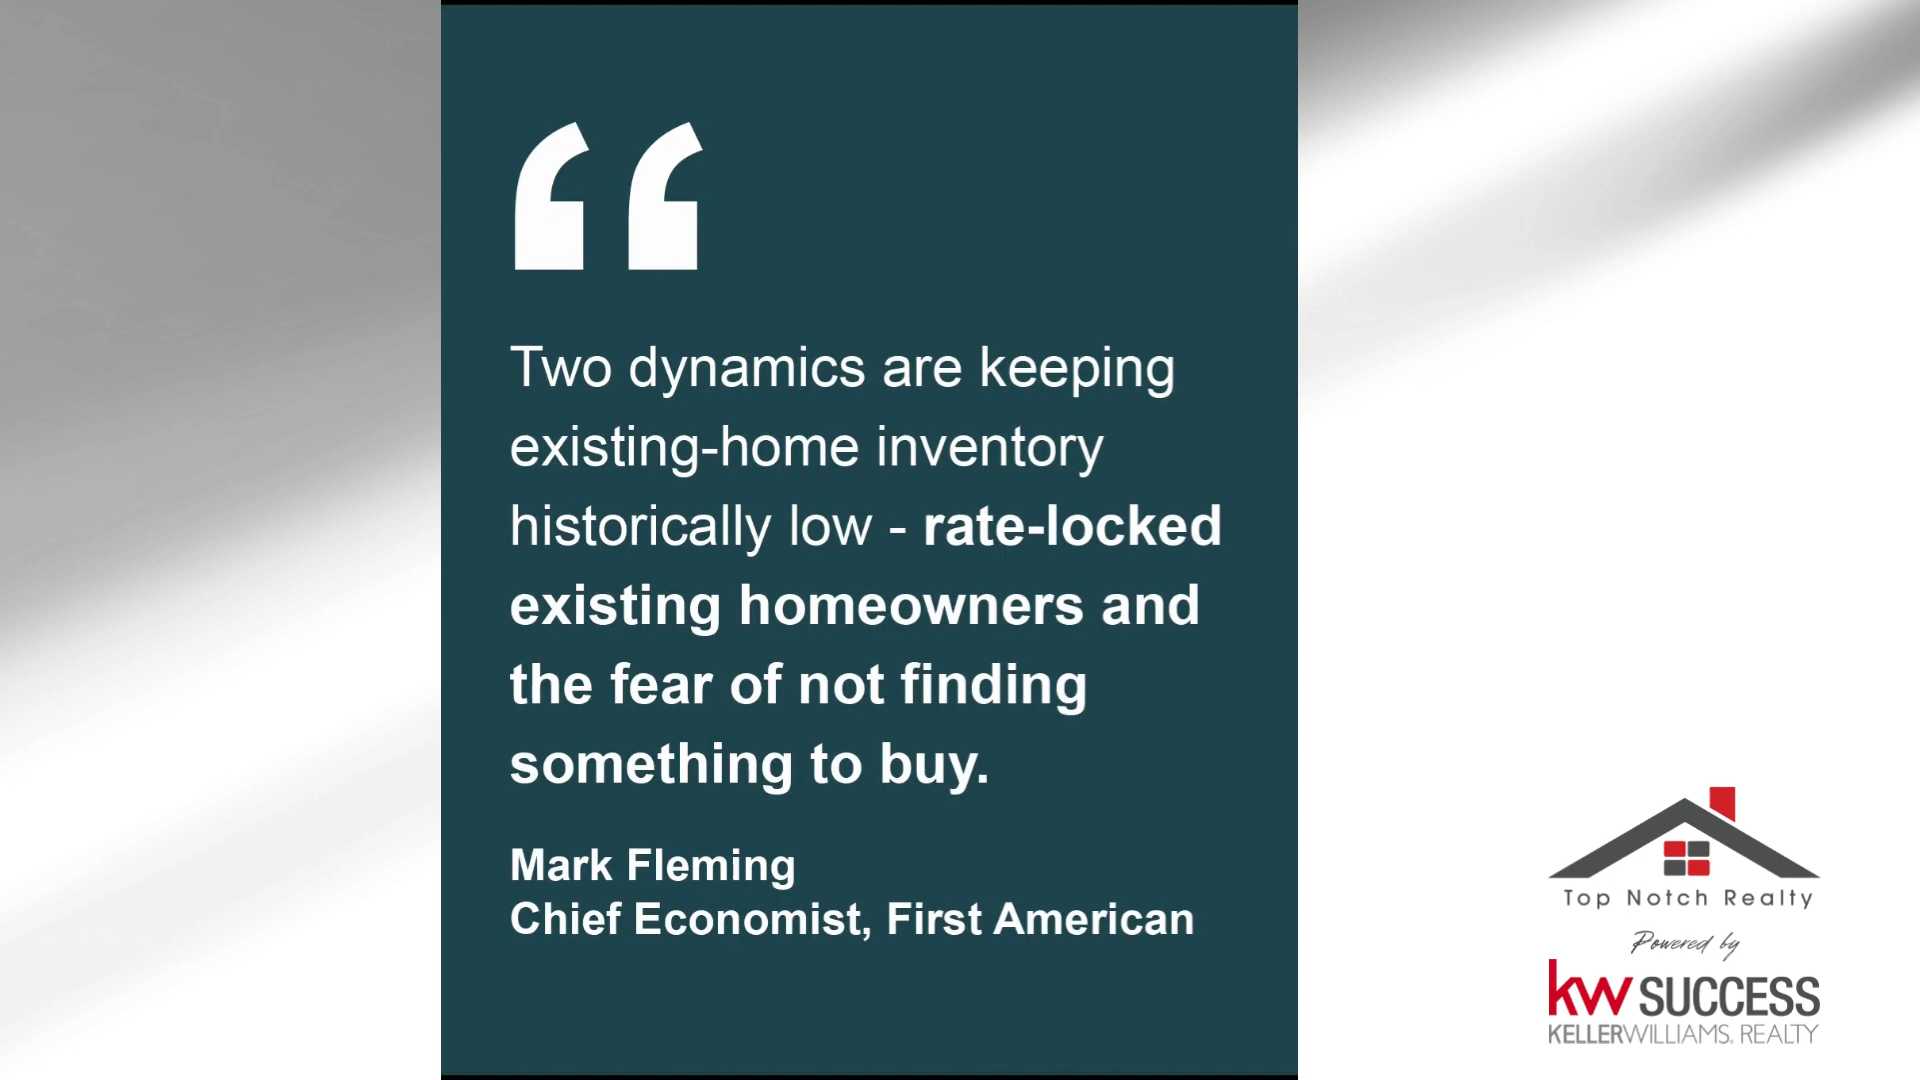 “
Two dynamics are keeping
existing-home inventory
historically low - rate-locked
existing homeowners and
the fear of not finding
something to buy.
Mark Fleming
Chief Economist, First American
Top Notch Realty
Powered by
kw SUCCESS
KELLERWILLIAMS. REALTY